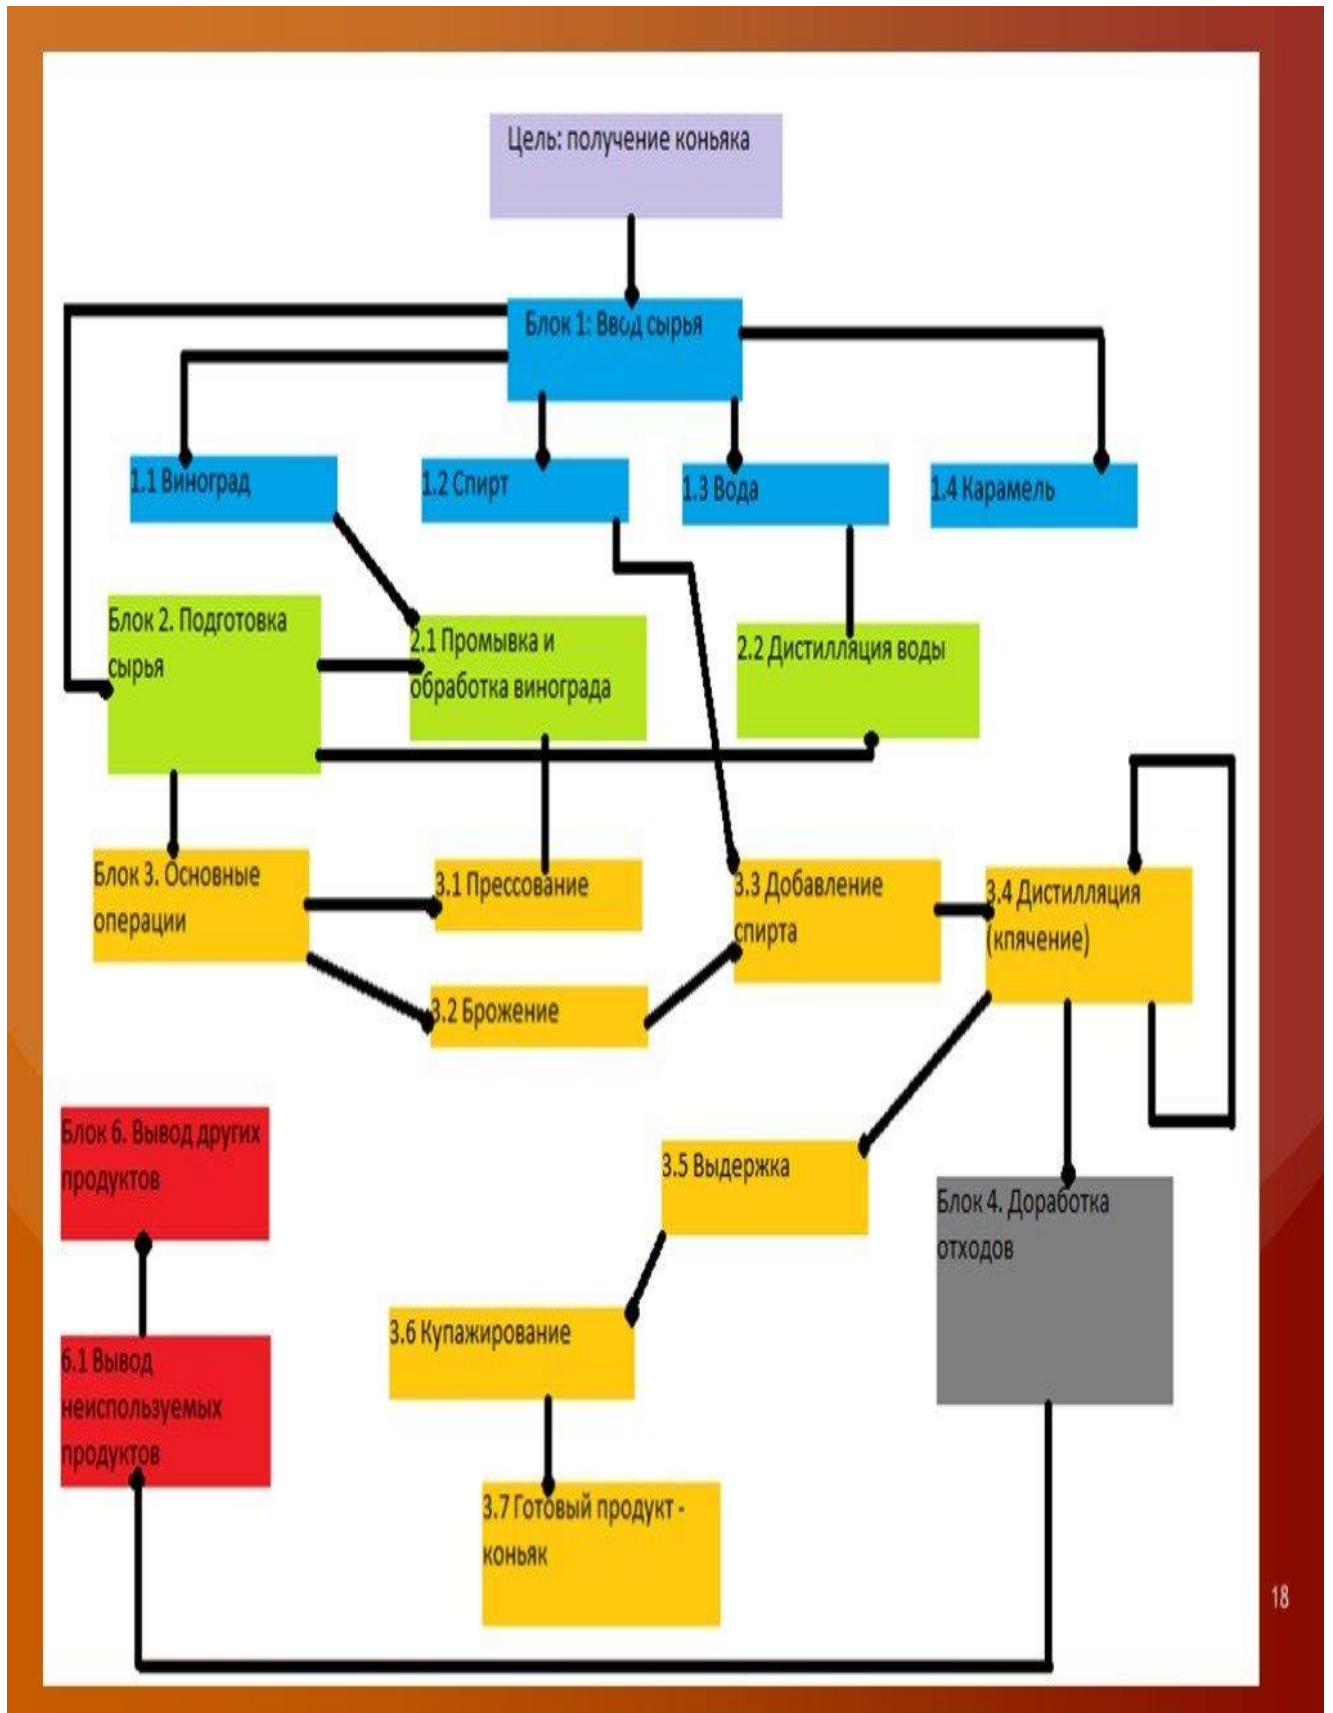 Цель: получение коньяка
Блок 1: Ввод сырья
1.1 Виноград
1.2 Спирт
1.3 Вода
1.4 Карамель
Блок 2. Подготовка
сырья
2.1 Промывка и
обработка винограда
2.2 Дистилляция воды
Блок 3. Основные
операции
3.1 Прессование
3.3 Добавление
спирта
3.4 Дистилляция
(кпячение)
3.2 Брожение
Блок 6. Вывод других
продуктов
3.5 Выдержка
Блок 4. Доработка
отходов
6.1 Вывод
неиспользуемых
продуктов
3.6 Купажирование
3.7 Готовый продукт -
коньяк
18